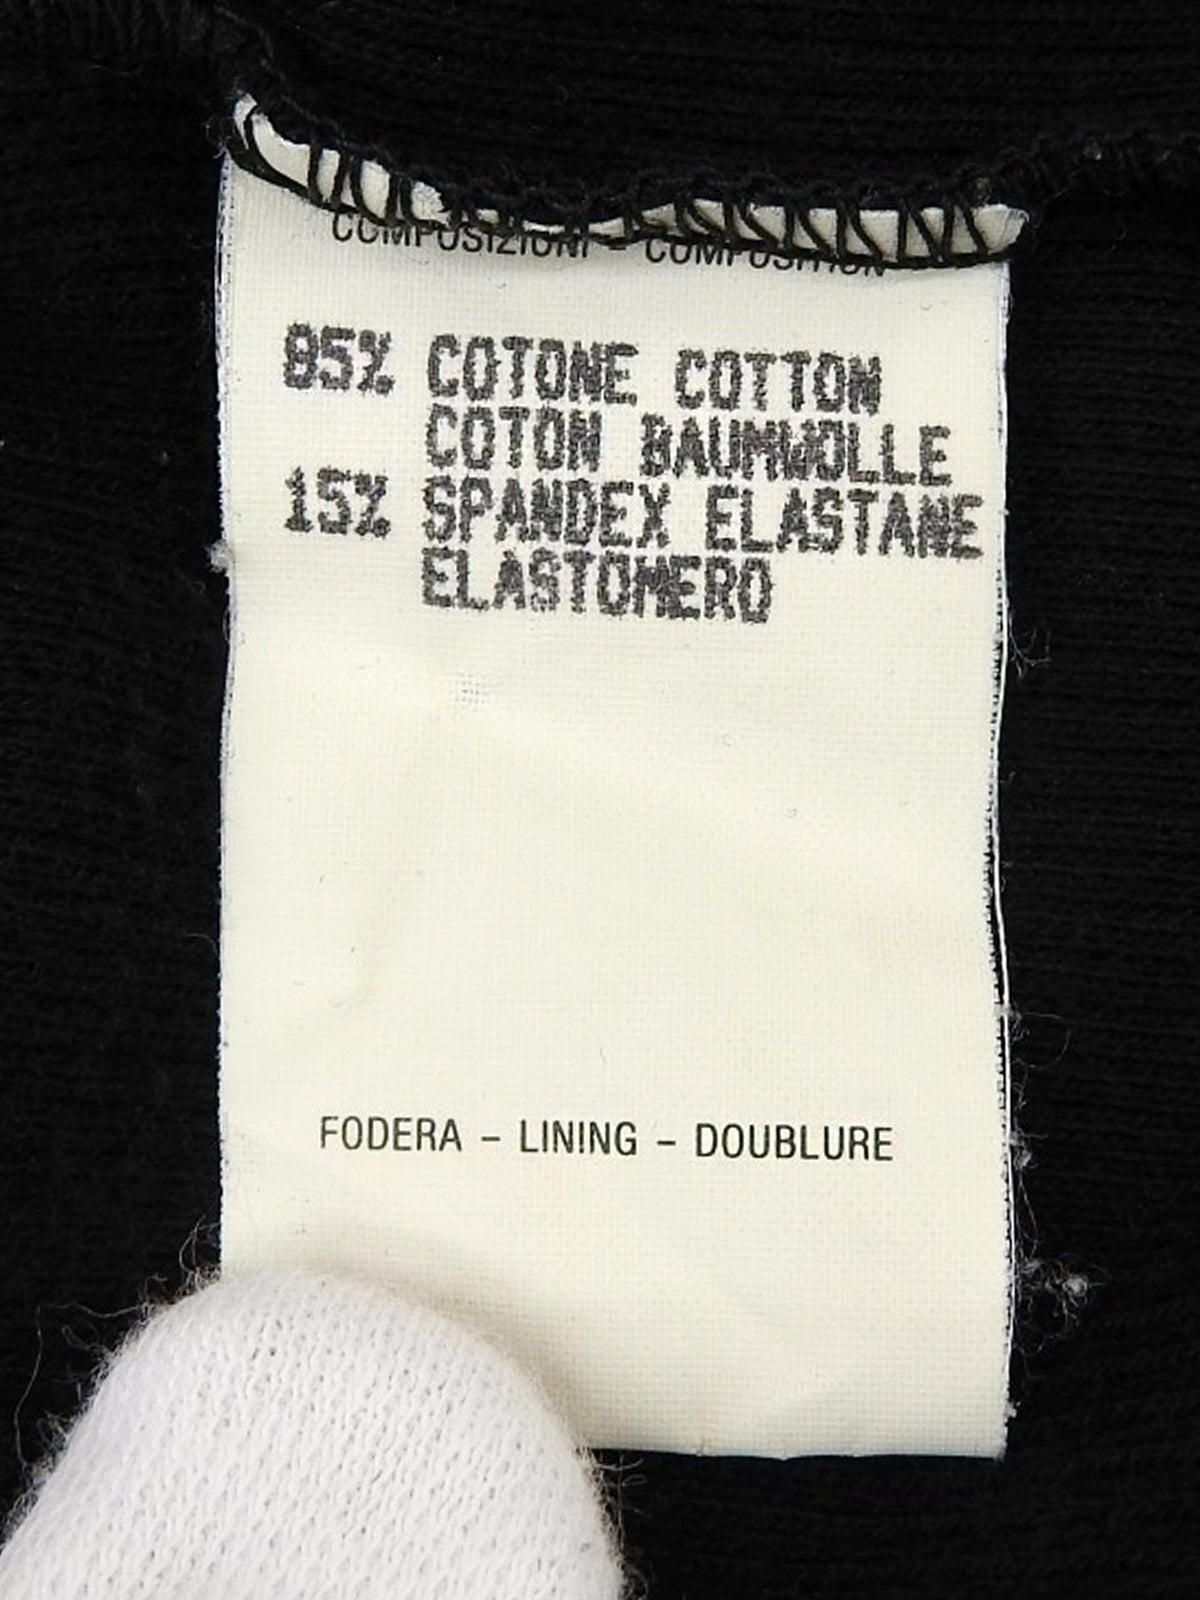 COMPOSIZIONI - COMPOSITION
85% COTONE COTTON
COTON BAUMWOLLE
15% SPANDEX ELASTANE
ELASTOMERO
FODERA - LINING - DOUBLURE